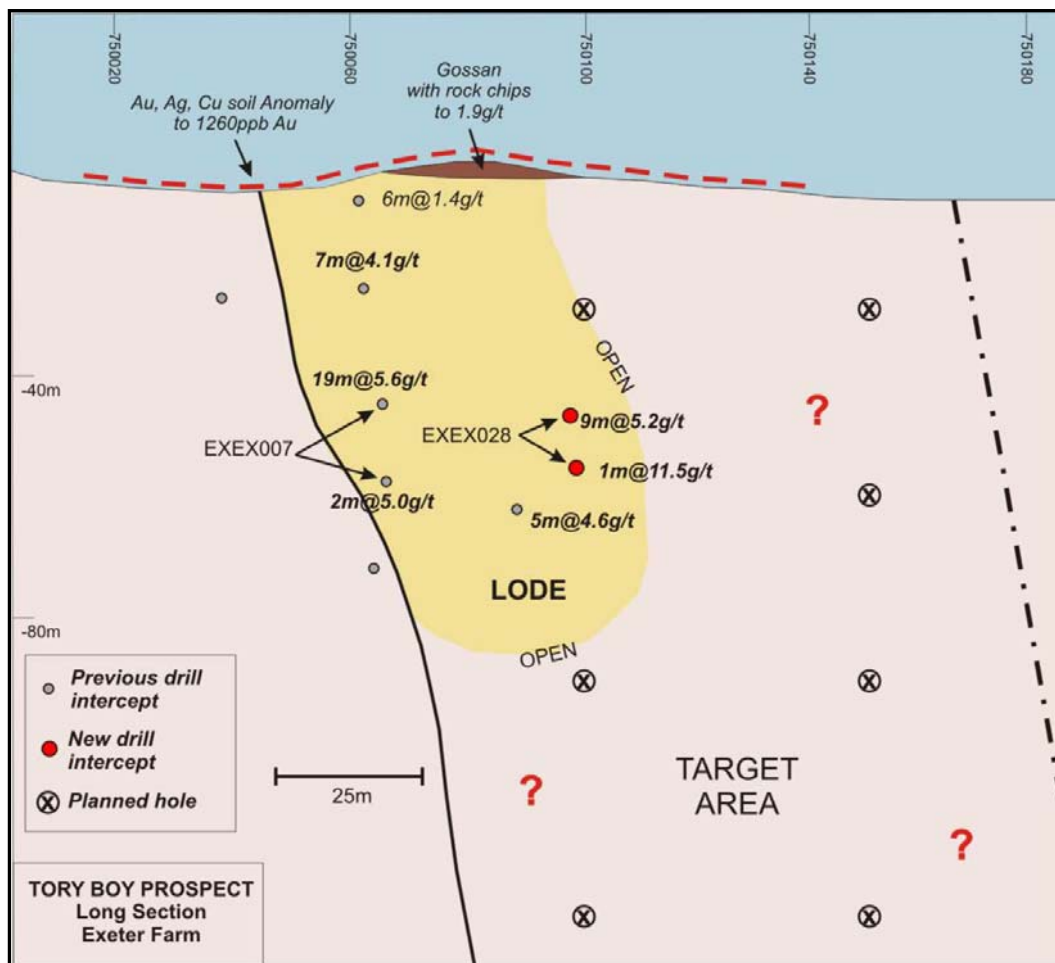 750020
750060
750100
750140
750180
Au, Ag, Cu soil Anomaly
to 1260ppb Au
Gossan
with rock chips
to 1.9g/t
6m@1.4g/t
7m@4.1g/t
OPEN
-40m
19m@5.6g/t
?
EXEX007
EXEX028
9m@5.2g/t
1m@11.5g/t
2m@5.0g/t
5m@4.6g/t
LODE
-80m
OPEN
Previous drill
intercept
New drill
intercept
Planned hole
25m
?
TARGET
AREA
?
TORY BOY PROSPECT
Long Section
Exeter Farm